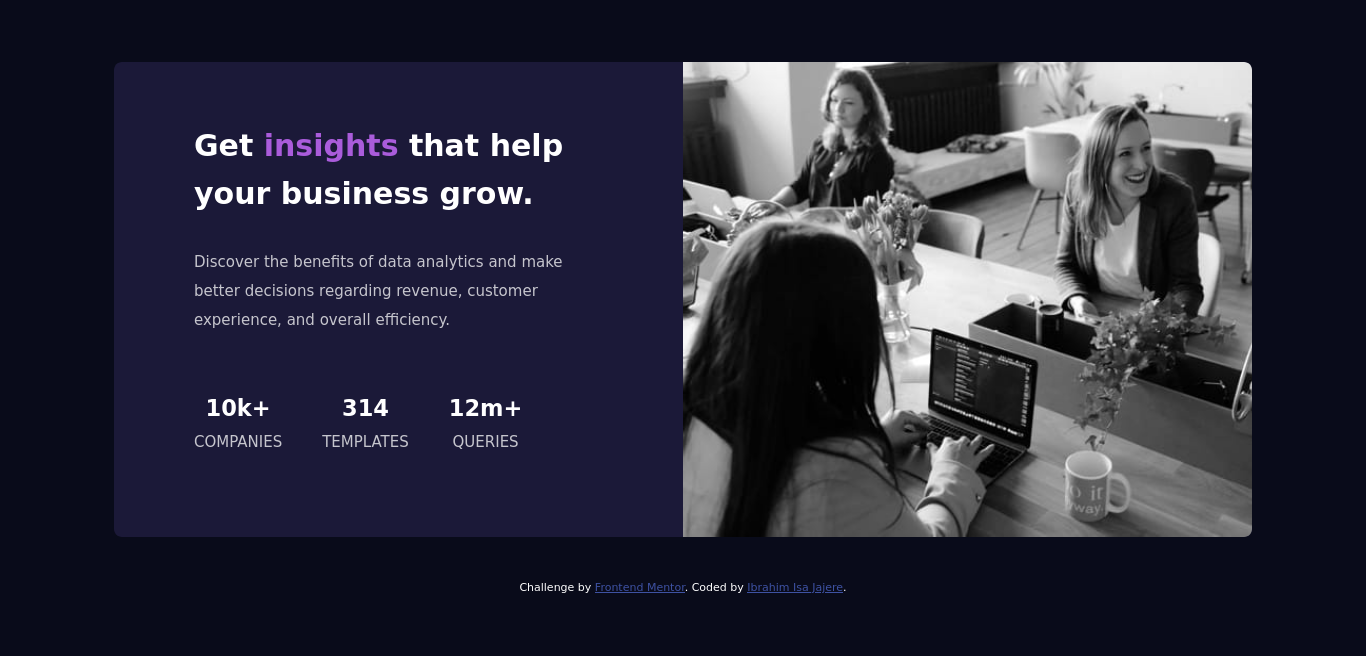 Get insights that help
your business grow.
Discover the benefits of data analytics and make
better decisions regarding revenue, customer
experience, and overall efficiency.
10k+ 314 12m+
COMPANIES TEMPLATES QUERIES
Challenge by Frontend Mentor. Coded by Ibrahim Isa Jajere.